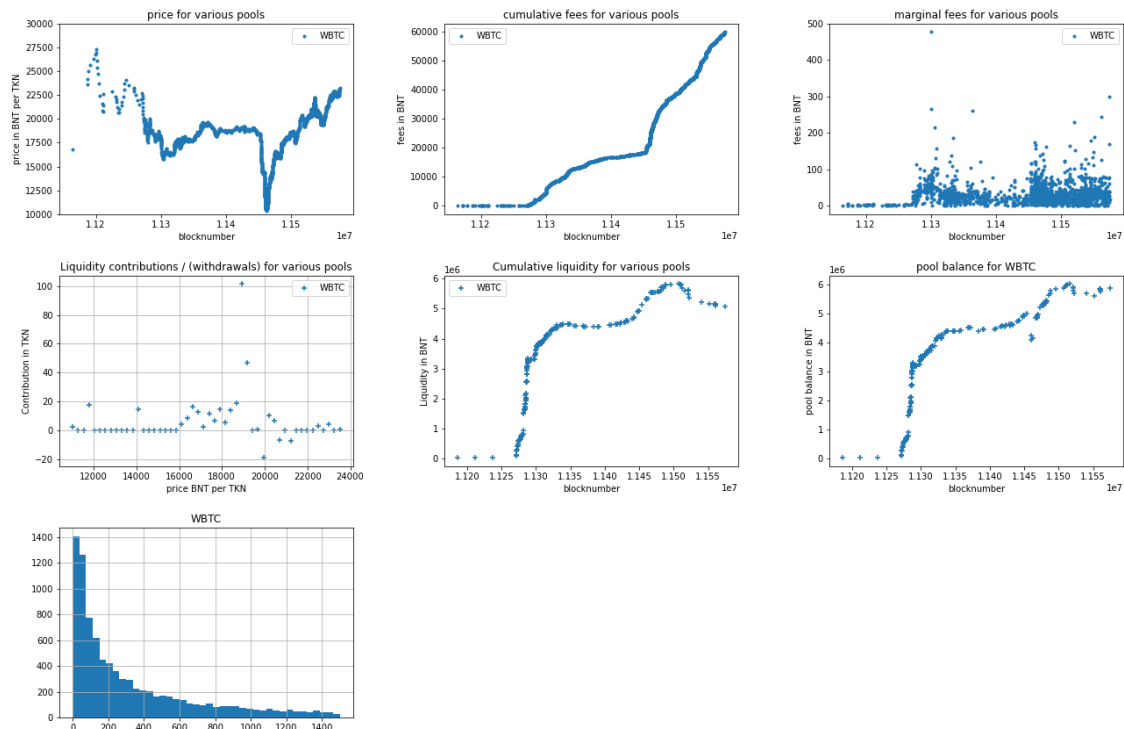 price for various pools
WBTC
price in BNT per TKN
30000
27500
25000
22500
20000
17500
15000
12500
10000
1.12 1.13 1.14 1.15
blocknumber
1e7
cumulative fees for various pools
WBTC
fees in BNT
60000
50000
40000
30000
20000
10000
0
1.12 1.13 1.14 1.15
blocknumber
1e7
marginal fees for various pools
WBTC
fees in BNT
500
400
300
200
100
0
1.12 1.13 1.14 1.15
blocknumber
1e7
Liquidity contributions / (withdrawals) for various pools
WBTC
Contribution in TKN
100
80
60
40
20
0
−20
12000 14000 16000 18000 20000 22000 24000
price BNT per TKN
1e6
Cumulative liquidity for various pools
WBTC
Liquidity in BNT
6
5
4
3
2
1
0
1.120 1.125 1.130 1.135 1.140 1.145 1.150 1.155
blocknumber
1e7
1e6
pool balance for WBTC
pool balance in BNT
6
5
4
3
2
1
0
1.120 1.125 1.130 1.135 1.140 1.145 1.150 1.155
blocknumber
1e7
WBTC
1400
1200
1000
800
600
400
200
0
0 200 400 600 800 1000 1200 1400